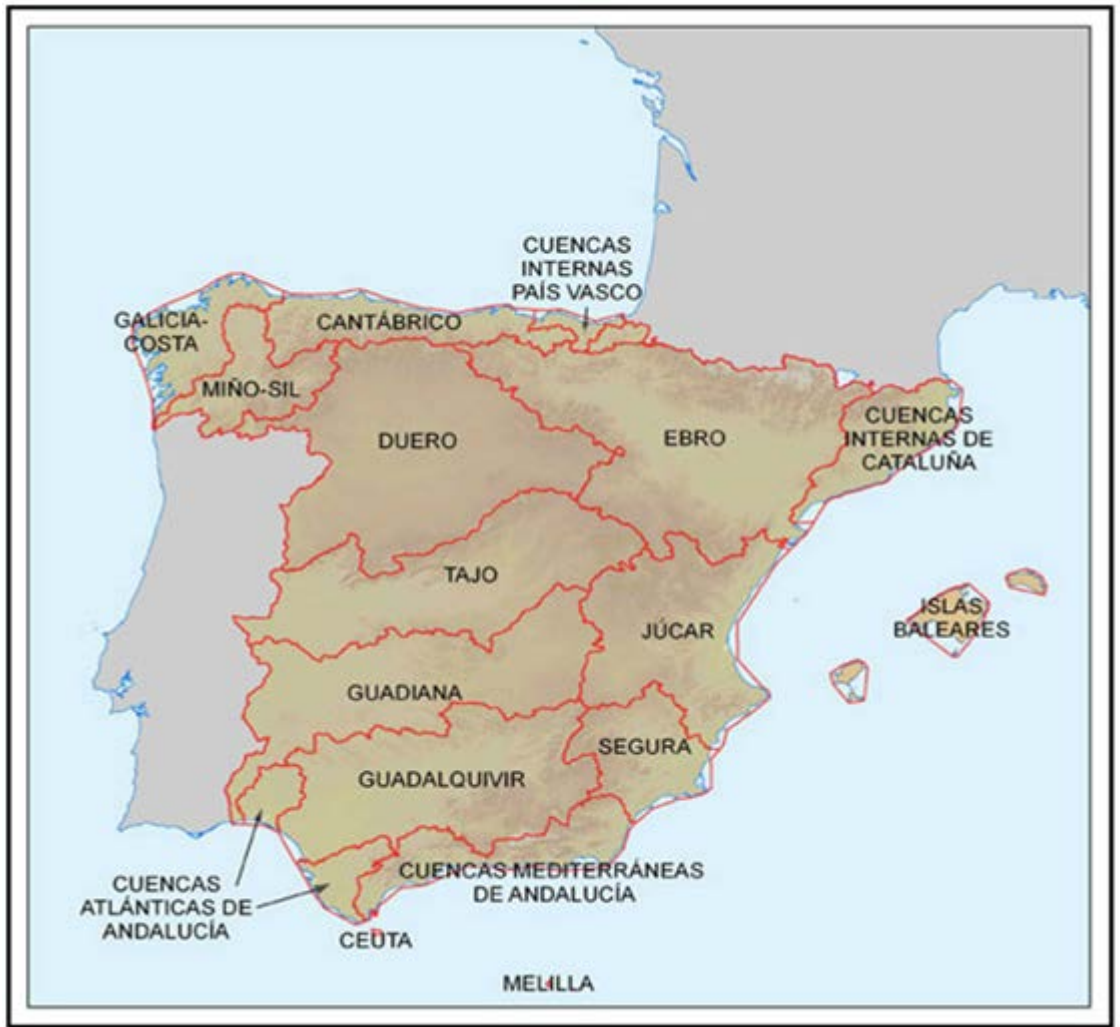 CUENCAS
INTERNAS
PAÍS VASCO
GALICIA-
COSTA
CANTÁBRICO
MIÑO-SIL
DUERO
EBRO
CUENCAS
INTERNAS DE
CATALUÑA
TAJO
JÚCAR
ISLAS
BALEARES
GUADIANA
SEGURA
GUADALQUIVIR
CUENCAS MEDITERRÁNEAS
DE ANDALUCÍA
CUENCAS
ATLÁNTICAS DE
ANDALUCÍA
CEUTA
MELILLA